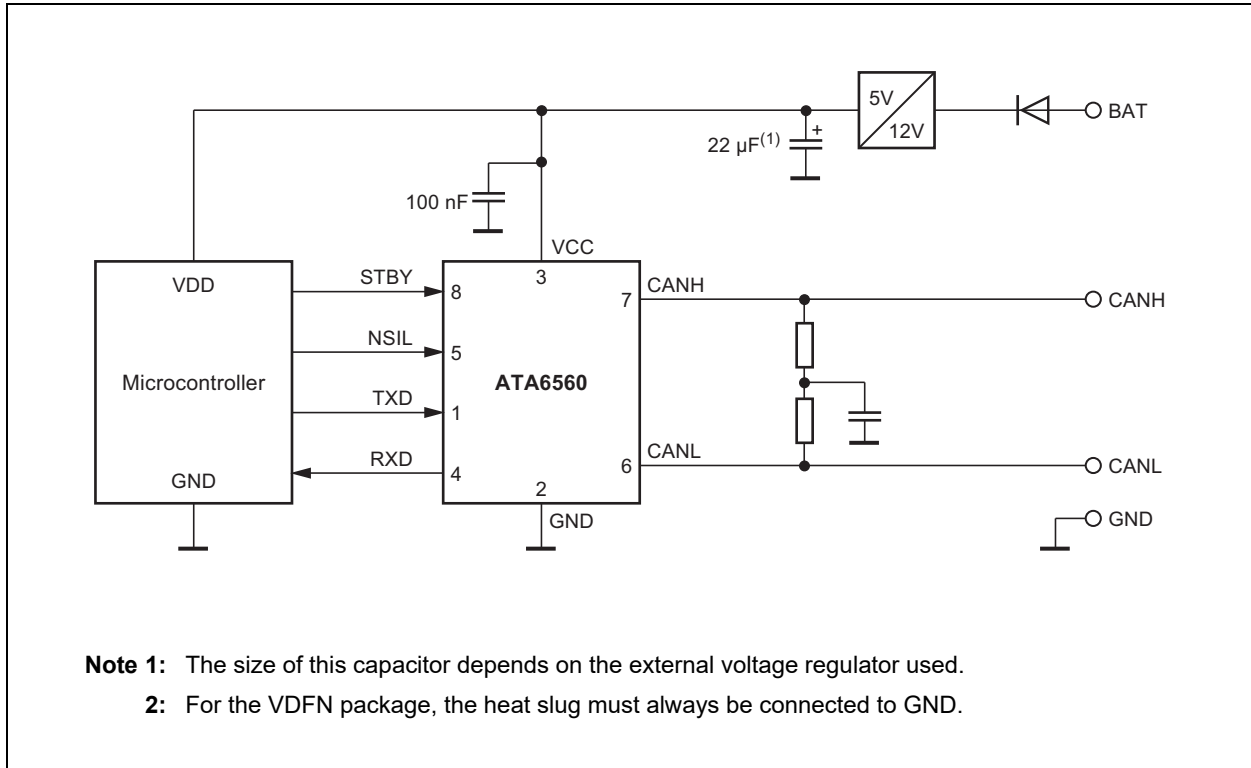 5V
12V
BAT
22 µF(1)
+
100 nF
VCC
VDD
STBY
3
8
7
CANH
CANH
NSIL
5
Microcontroller
ATA6560
TXD
1
RXD
4
CANL
6
CANL
GND
2
GND
GND
Note 1: The size of this capacitor depends on the external voltage regulator used.
2: For the VDFN package, the heat slug must always be connected to GND.